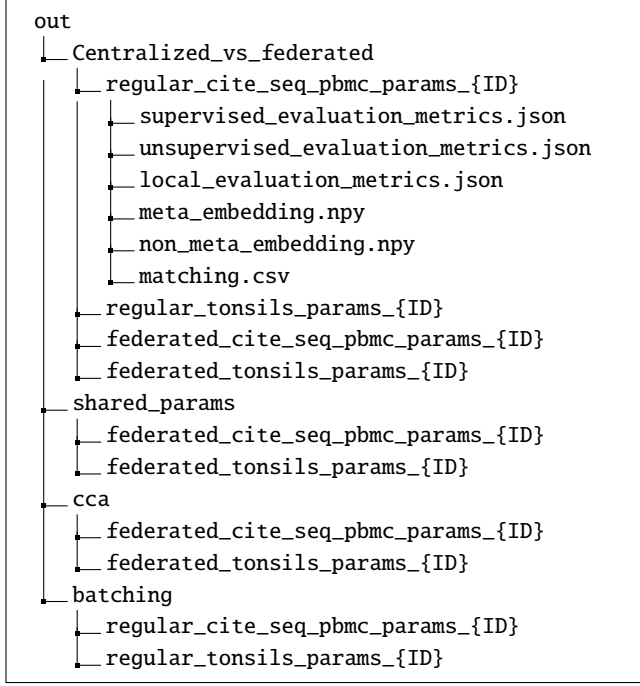 out
Centralized_vs_federated
regular_cite_seq_pbmc_params_{ID}
supervised_evaluation_metrics.json
unsupervised_evaluation_metrics.json
local_evaluation_metrics.json
meta_embedding.npy
non_meta_embedding.npy
matching.csv
regular_tonsils_params_{ID}
federated_cite_seq_pbmc_params_{ID}
federated_tonsils_params_{ID}
shared_params
federated_cite_seq_pbmc_params_{ID}
federated_tonsils_params_{ID}
cca
federated_cite_seq_pbmc_params_{ID}
federated_tonsils_params_{ID}
batching
regular_cite_seq_pbmc_params_{ID}
regular_tonsils_params_{ID}